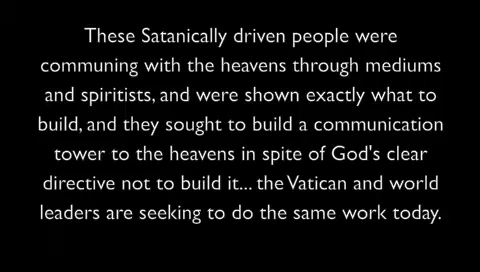 These Satanically driven people were
communing with the heavens through mediums
and spiritists, and were shown exactly what to
build, and they sought to build a communication
tower to the heavens in spite of God's clear
directive not to build it... the Vatican and world
leaders are seeking to do the same work today.